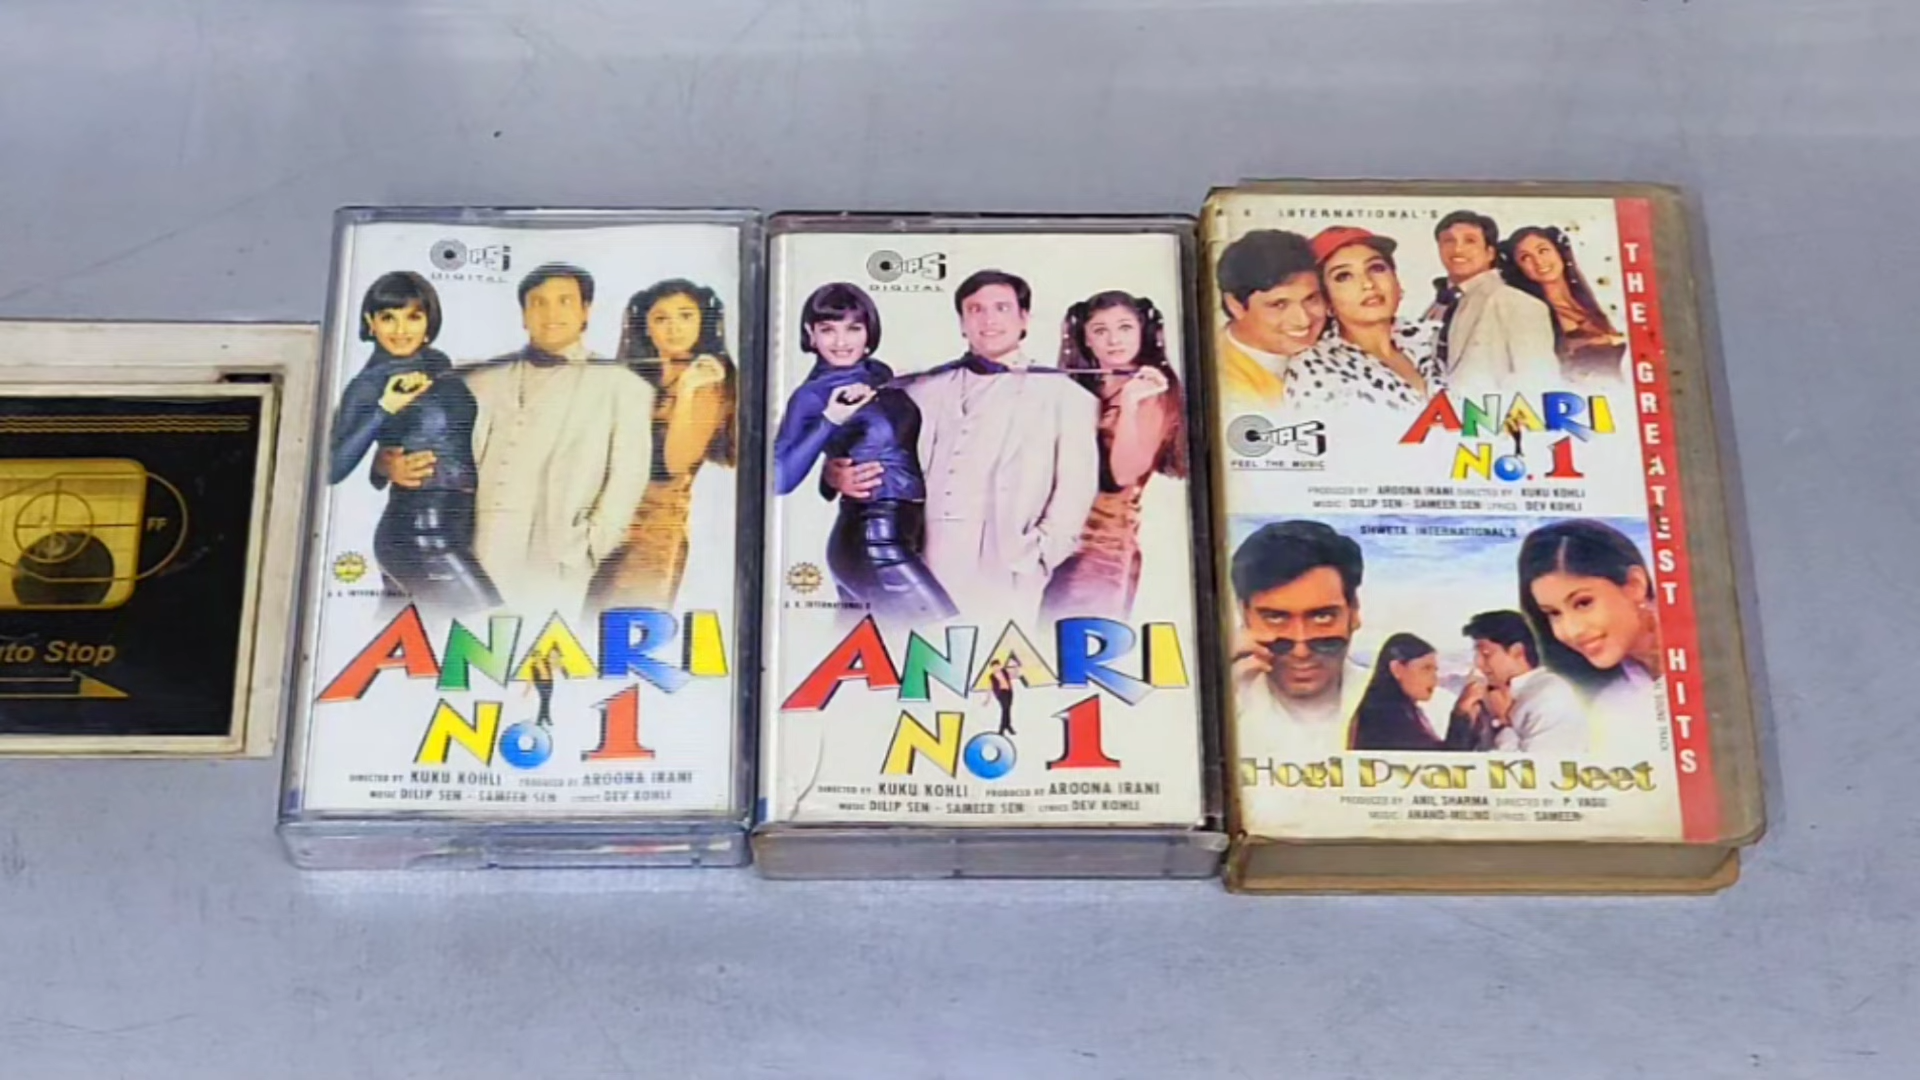 FF
to Stop
TIPS
DIGITAL
ANARI
No 1
DIRECTED BY KUKU KOHLI PRODUCED BY AROONA IRANI
MUSIC DILIP SEN - SAMEER SEN LYRICS DEV KOHLI
TIPS
DIGITAL
A. K. INTERNATIONAL'S
ANARI
No 1
DIRECTED BY KUKU KOHLI PRODUCED BY AROONA IRANI
MUSIC DILIP SEN - SAMEER SEN LYRICS DEV KOHLI
K INTERNATIONAL'S
TIPS
FEEL THE MUSIC
ANARI
No. 1
PRODUCED BY: AROONA IRANI DIRECTED BY: KUKU KOHLI
MUSIC: DILIP SEN - SAMEER SEN LYRICS: DEV KOHLI
SHWETA INTERNATIONAL'S
Hogi Pyar Ki Jeet
PRODUCED BY: ANIL SHARMA DIRECTED BY: P. VASU
MUSIC: ANAND-MILIND LYRICS: SAMEER
THE GREATEST HITS